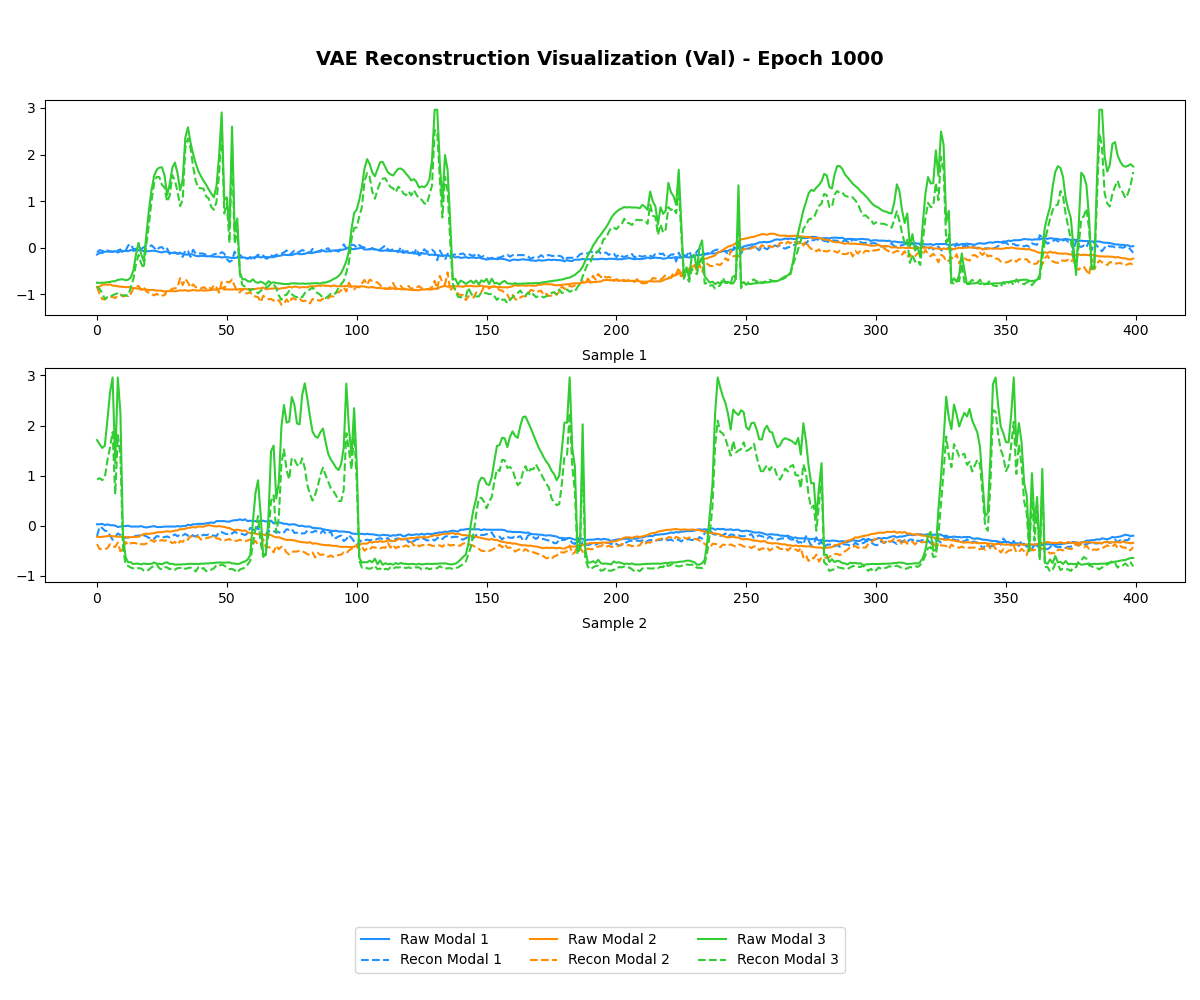 VAE Reconstruction Visualization (Val) - Epoch 1000
3
2
1
0
−1
0 50 100 150 200 250 300 350 400
Sample 1
3
2
1
0
−1
0 50 100 150 200 250 300 350 400
Sample 2
Raw Modal 1 Raw Modal 2 Raw Modal 3
Recon Modal 1 Recon Modal 2 Recon Modal 3